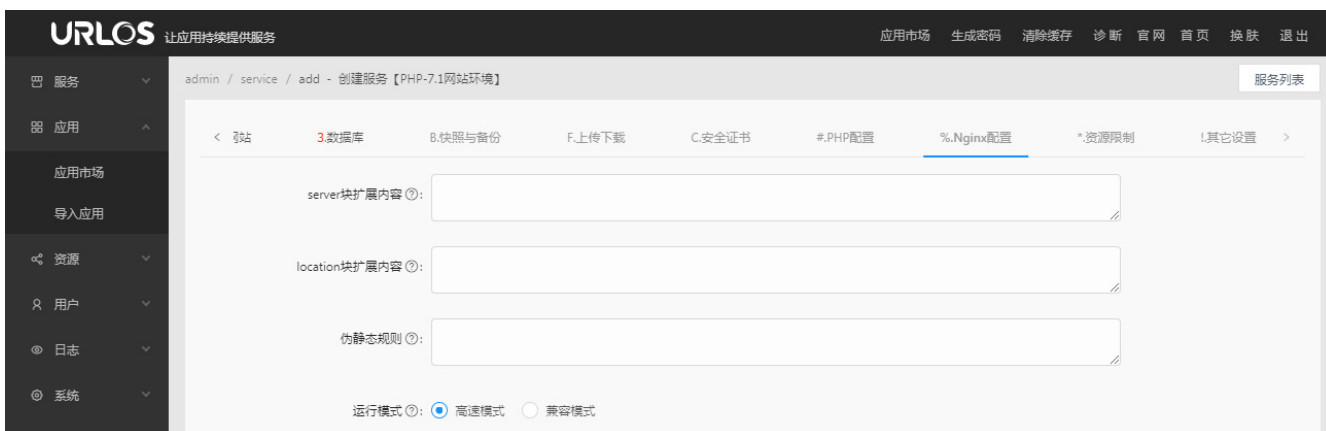 URLOS 让应用持续提供服务
应用市场 生成密码 清除缓存 诊断 官网 首页 换肤 退出
服务
admin / service / add - 创建服务【PHP-7.1网站环境】
服务列表
应用
< 站 3.数据库 B.快照与备份 F.上传下载 C.安全证书 #.PHP配置 %.Nginx配置 *.资源限制 !.其它设置 >
应用市场
server块扩展内容?:
导入应用
资源
location块扩展内容?:
用户
伪静态规则?:
日志
系统
运行模式?: 高速模式 兼容模式